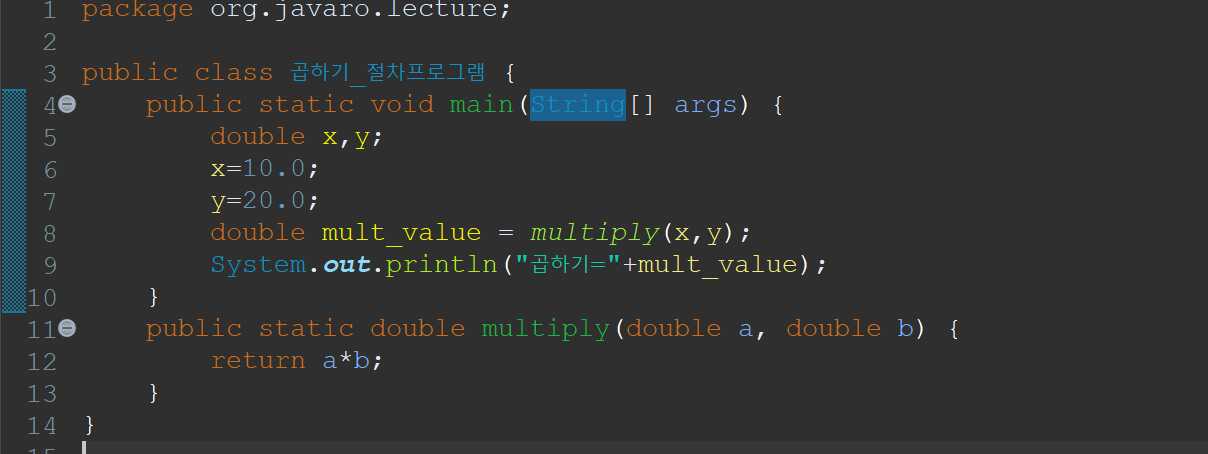 1 package org.javaro.lecture;
2
3 public class 곱하기_절차프로그램 {
4 public static void main(String[] args) {
5 double x,y;
6 x=10.0;
7 y=20.0;
8 double mult_value = multiply(x,y);
9 System.out.println("곱하기="+mult_value);
10 }
11 public static double multiply(double a, double b) {
12 return a*b;
13 }
14 }
15